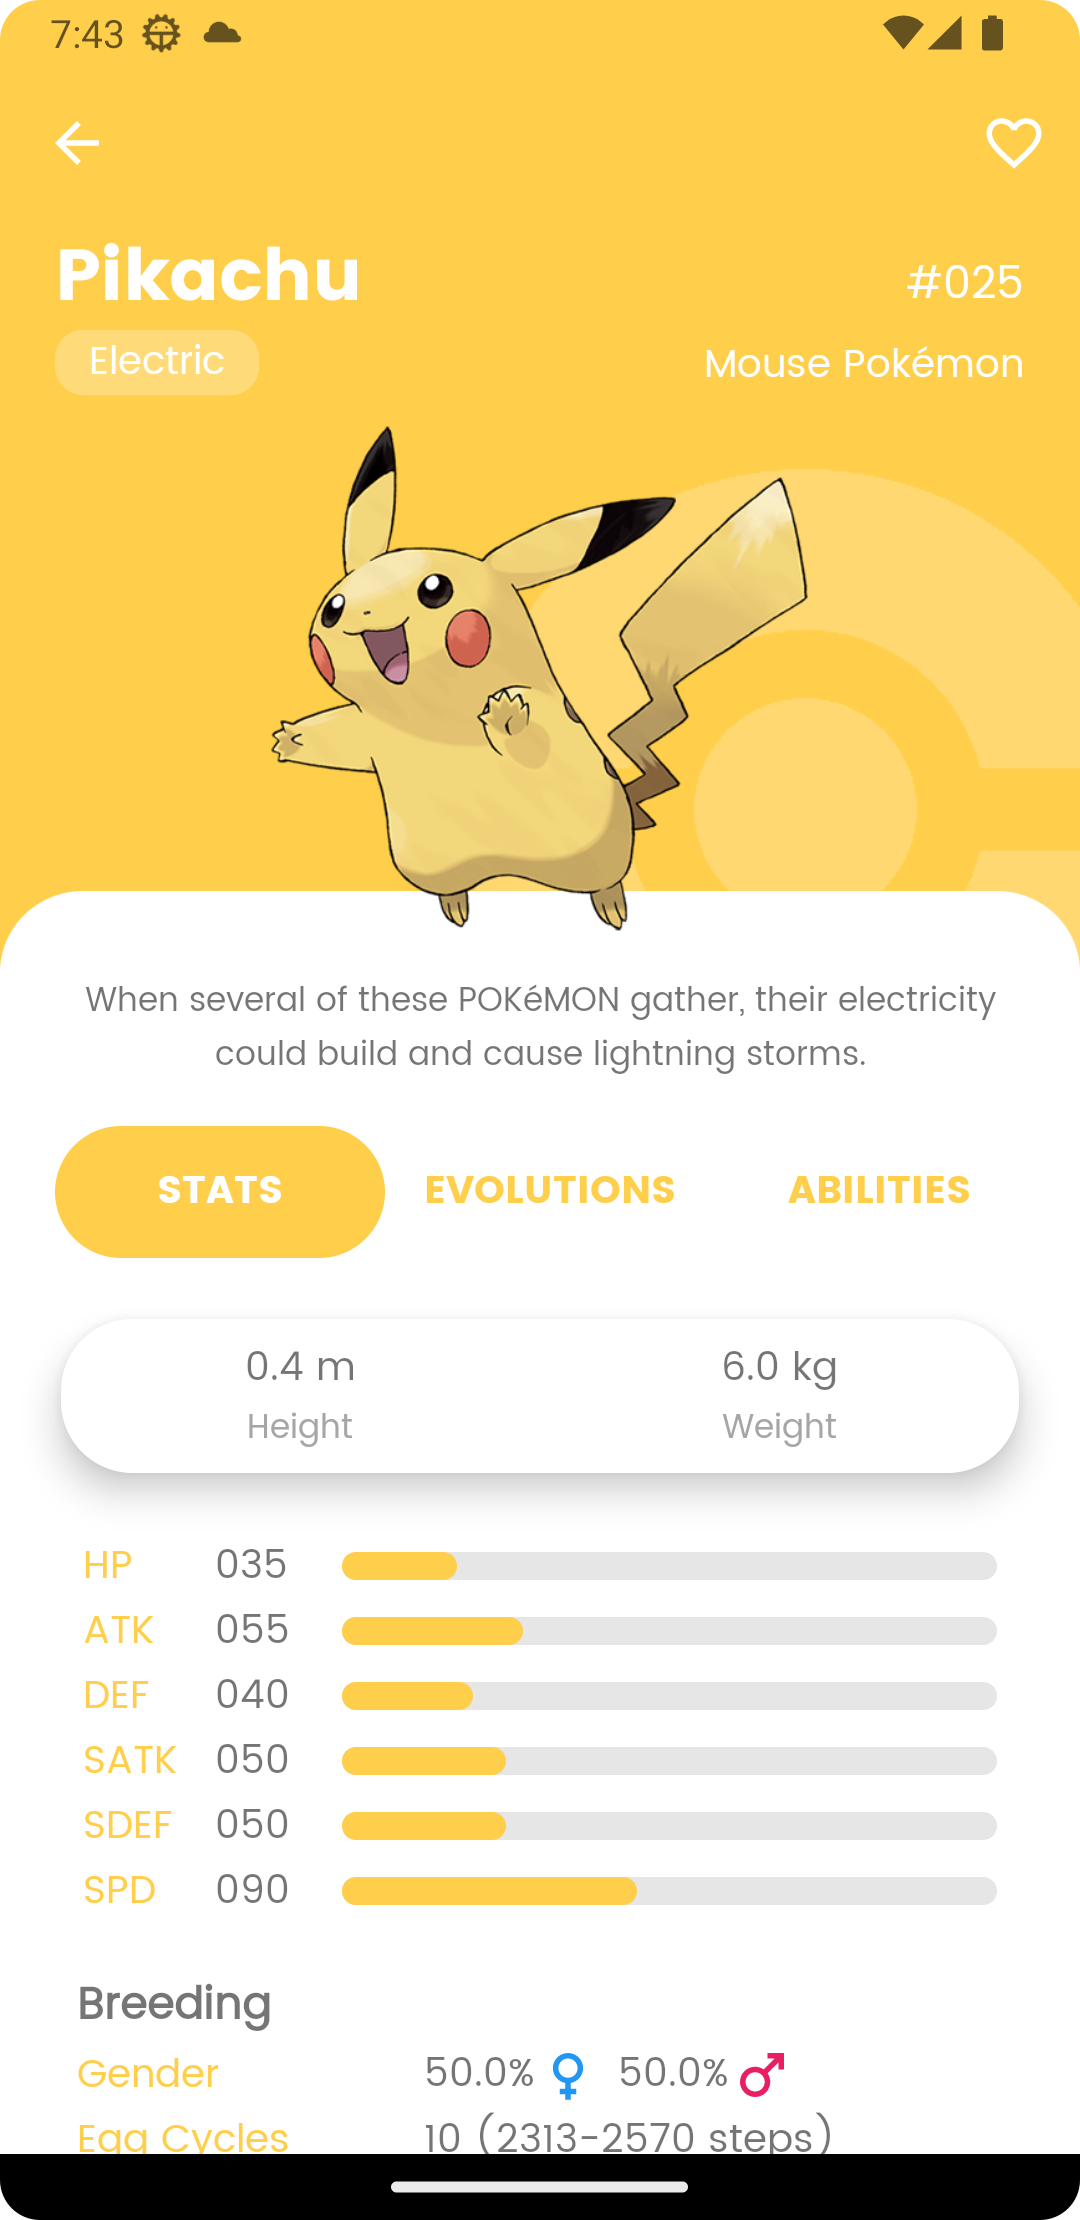 7:43
Pikachu
#025
Electric
Mouse Pokémon
When several of these POKéMON gather, their electricity
could build and cause lightning storms.
STATS EVOLUTIONS ABILITIES
0.4 m 6.0 kg
Height Weight
HP 035
ATK 055
DEF 040
SATK 050
SDEF 050
SPD 090
Breeding
Gender 50.0% 50.0%
Egg Cycles 10 (2313-2570 steps)